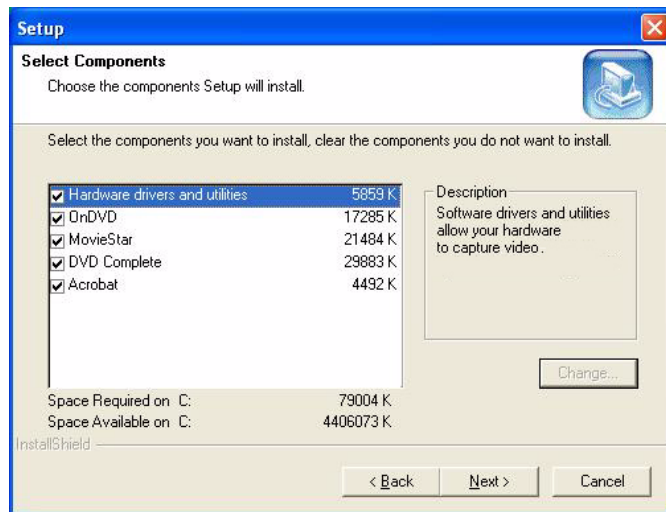 Setup
Select Components
Choose the components Setup will install.
Select the components you want to install, clear the components you do not want to install.
Hardware drivers and utilities 5859 K
OnDVD 17285 K
MovieStar 21484 K
DVD Complete 29883 K
Acrobat 4492 K
Description
Software drivers and utilities
allow your hardware
to capture video.
Change...
Space Required on C: 79004 K
Space Available on C: 4406073 K
InstallShield
< Back Next > Cancel